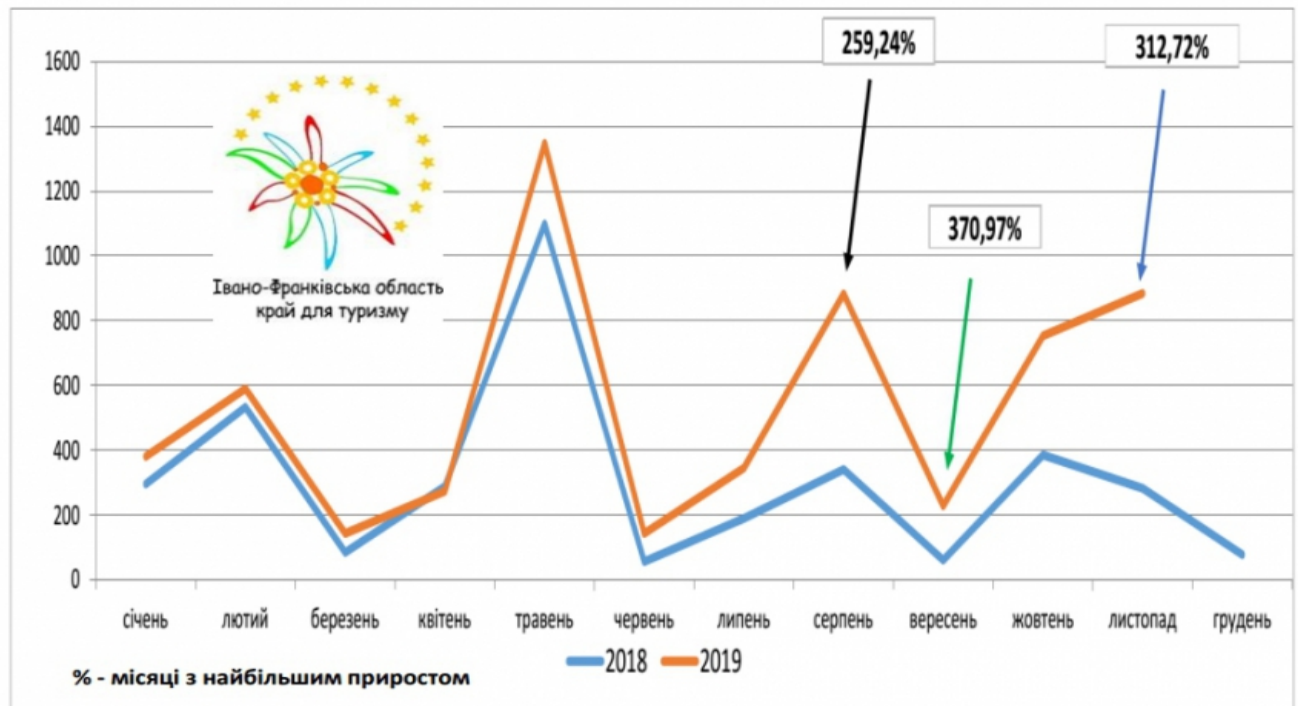 259,24%
312,72%
370,97%
1600
1400
1200
1000
800
600
400
200
0
Івано-Франківська область
край для туризму
січень
лютий
березень
квітень
травень
червень
липень
серпень
вересень
жовтень
листопад
грудень
2018
2019
% - місяці з найбільшим приростом